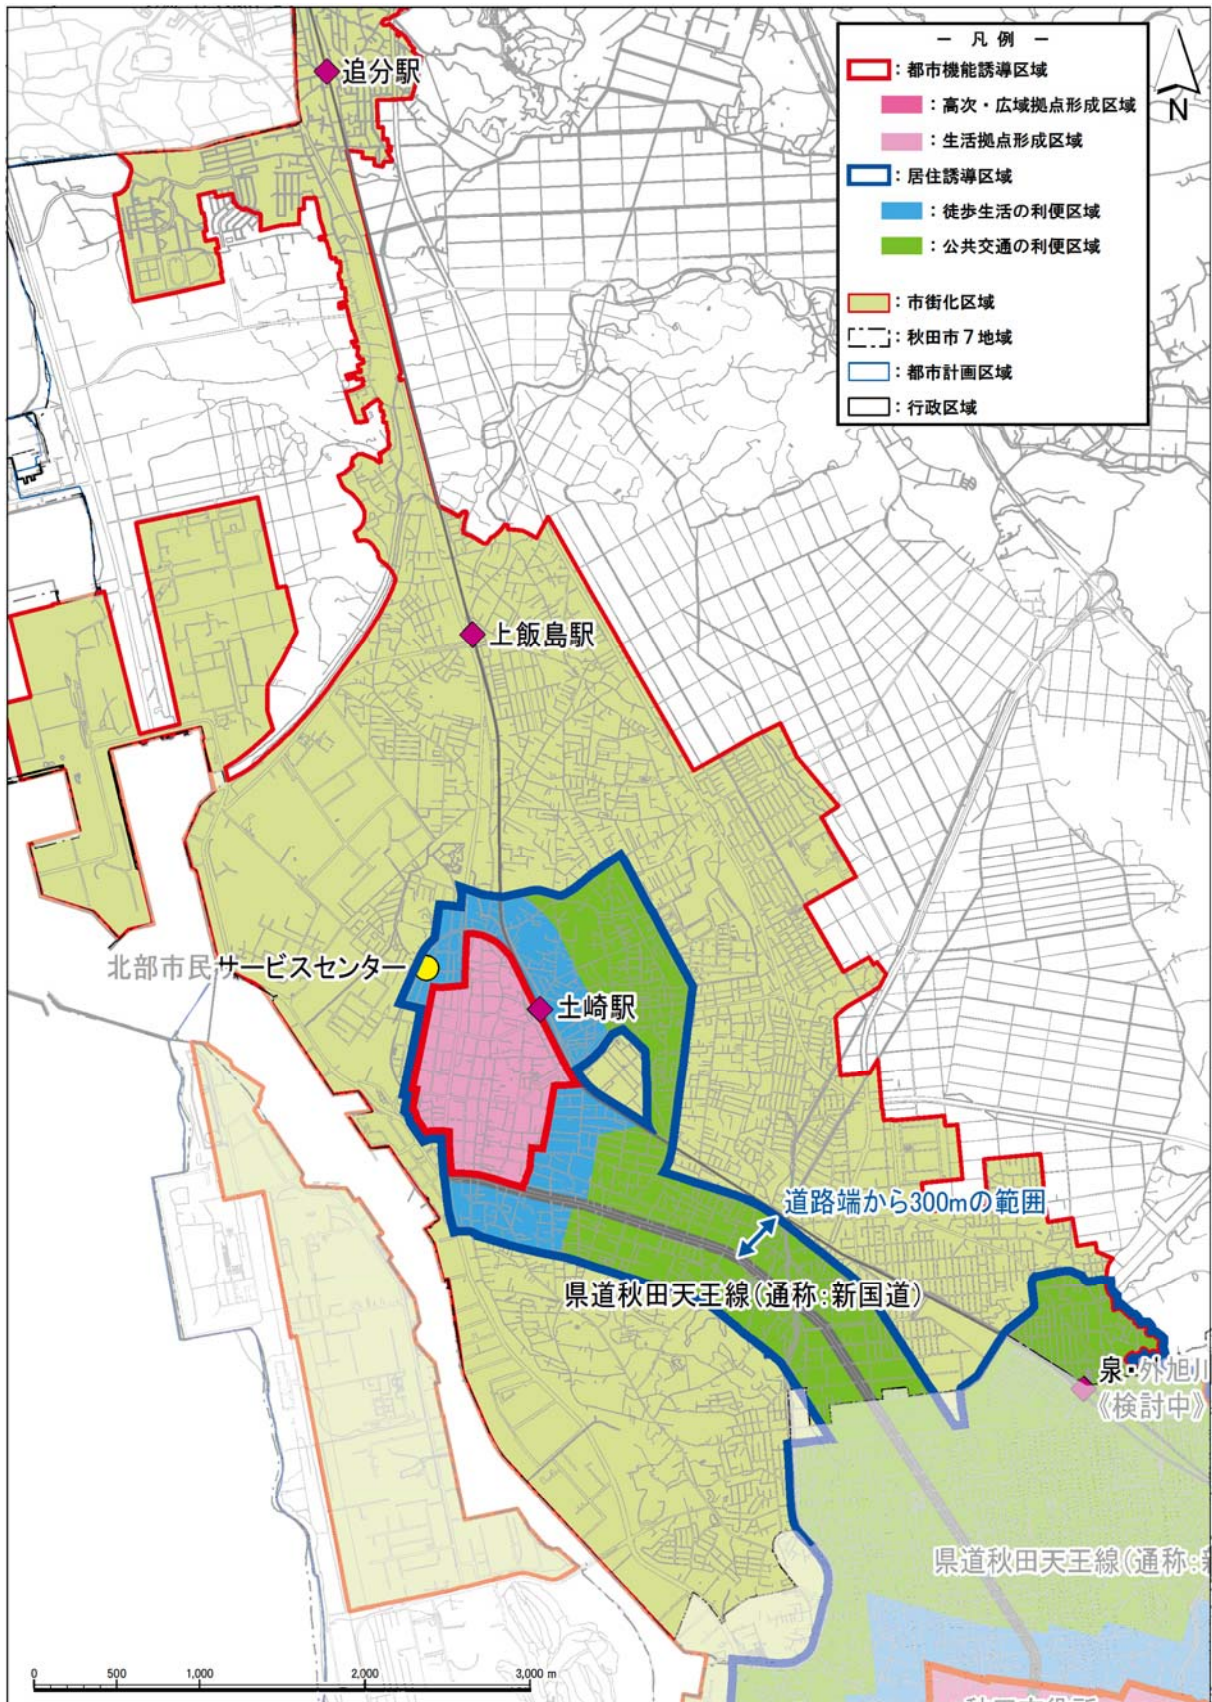 ― 凡 例 ―
：都市機能誘導区域
：高次・広域拠点形成区域
：生活拠点形成区域
：居住誘導区域
：徒歩生活の利便区域
：公共交通の利便区域
：市街化区域
：秋田市７地域
：都市計画区域
：行政区域
N
追分駅
上飯島駅
北部市民サービスセンター
土崎駅
道路端から300mの範囲
県道秋田天王線（通称：新国道）
泉・外旭川
《検討中》
県道秋田天王線（通称：新
0 500 1,000 2,000 3,000 m